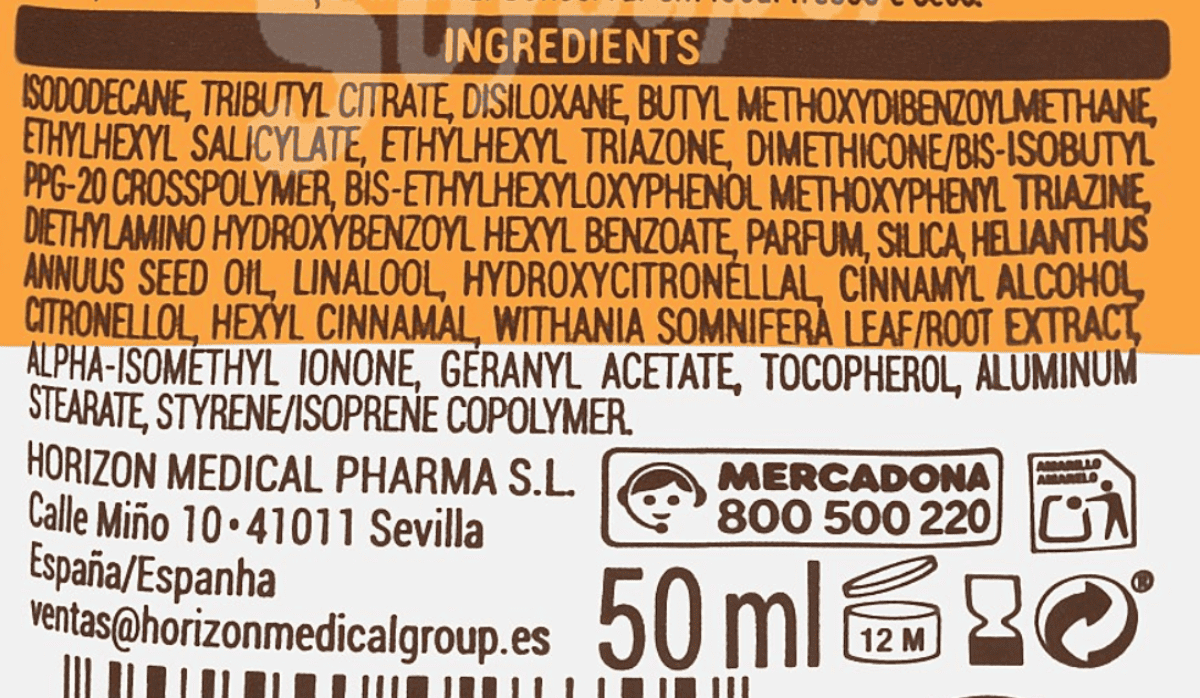 INGREDIENTS
ISODODECANE, TRIBUTYL CITRATE, DISILOXANE, BUTYL METHOXYDIBENZOYLMETHANE,
ETHYLHEXYL SALICYLATE, ETHYLHEXYL TRIAZONE, DIMETHICONE/BIS-ISOBUTYL
PPG-20 CROSSPOLYMER, BIS-ETHYLHEXYLOXYPHENOL METHOXYPHENYL TRIAZINE,
DIETHYLAMINO HYDROXYBENZOYL HEXYL BENZOATE, PARFUM, SILICA, HELIANTHUS
ANNUUS SEED OIL, LINALOOL, HYDROXYCITRONELLAL, CINNAMYL ALCOHOL,
CITRONELLOL, HEXYL CINNAMAL, WITHANIA SOMNIFERA LEAF/ROOT EXTRACT,
ALPHA-ISOMETHYL IONONE, GERANYL ACETATE, TOCOPHEROL, ALUMINUM
STEARATE, STYRENE/ISOPRENE COPOLYMER.
HORIZON MEDICAL PHARMA S.L.
Calle Miño 10•41011 Sevilla
España/Espanha
ventas@horizonmedicalgroup.es
MERCADONA
800 500 220
AMARILLO
AMARELO
50 ml
12 M
®